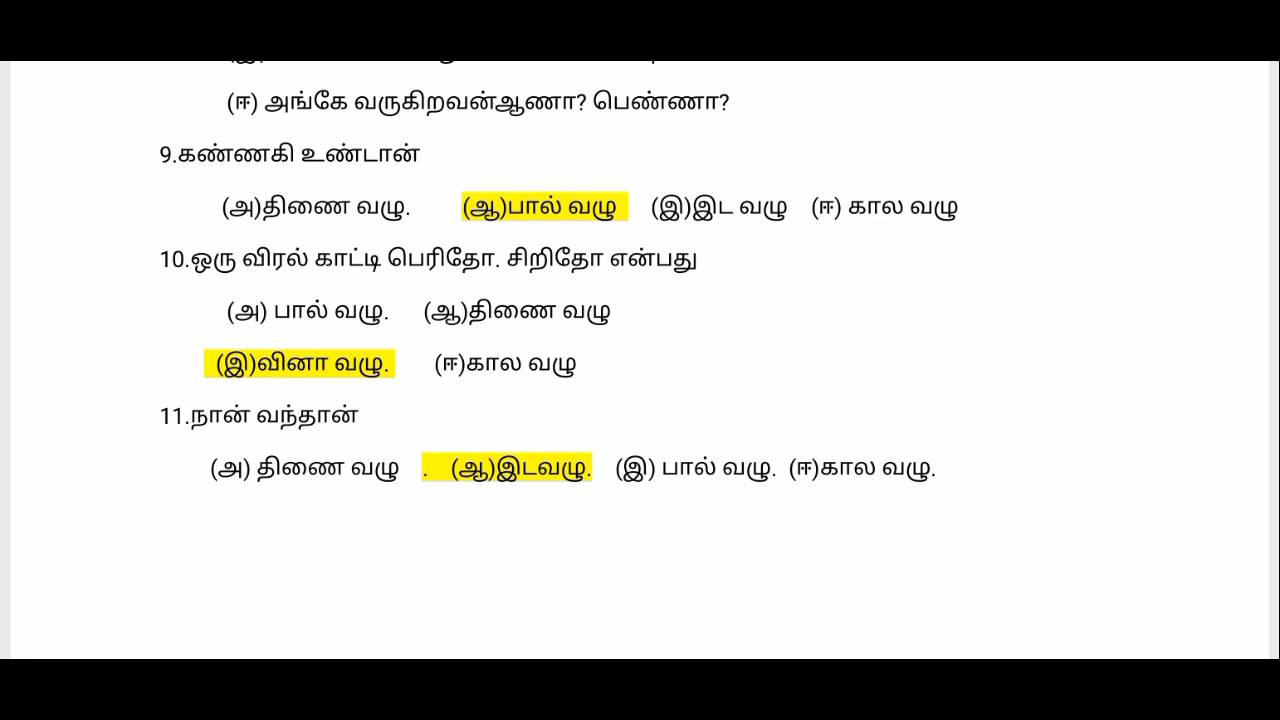 (ஈ) அங்கே வருகிறவன்ஆணா? பெண்ணா?
9.கண்ணகி உண்டான்
(அ)திணை வழு. (ஆ)பால் வழு (இ)இட வழு (ஈ) கால வழு
10.ஒரு விரல் காட்டி பெரிதோ. சிறிதோ என்பது
(அ) பால் வழு. (ஆ)திணை வழு
(இ)வினா வழு. (ஈ)கால வழு
11.நான் வந்தான்
(அ) திணை வழு . (ஆ)இடவழு. (இ) பால் வழு. (ஈ)கால வழு.